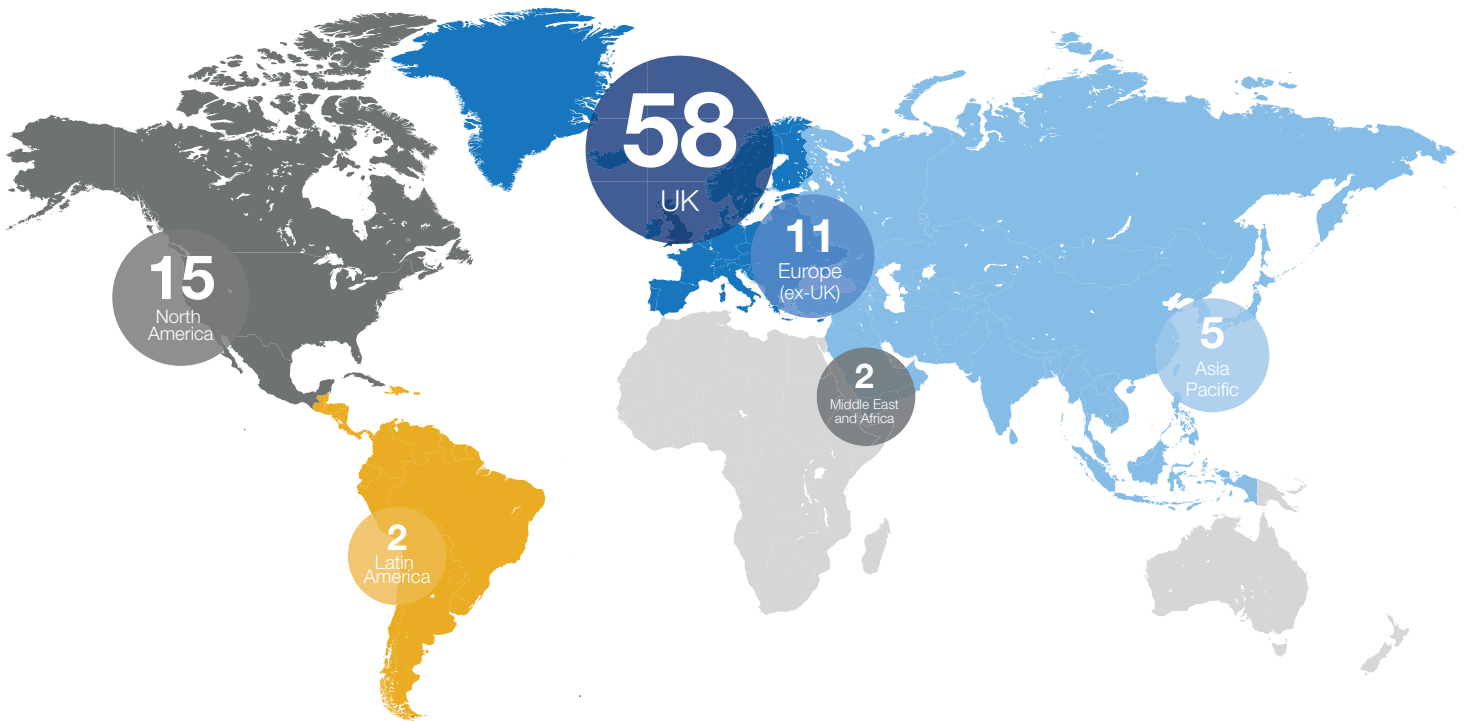 58
UK
11
Europe
(ex-UK)
15
North
America
5
Asia
Pacific
2
Middle East
and Africa
2
Latin
America